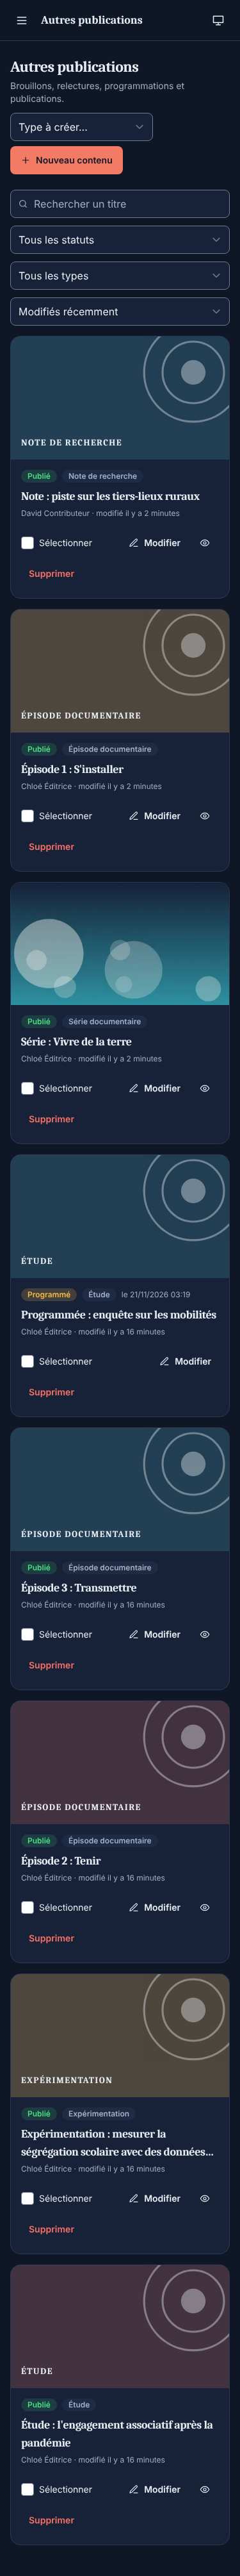 Autres publications
Autres publications
Brouillons, relectures, programmations et
publications.
Type à créer...
Nouveau contenu
Rechercher un titre
Tous les statuts
Tous les types
Modifiés récemment
NOTE DE RECHERCHE
Publié Note de recherche
Note : piste sur les tiers-lieux ruraux
David Contributeur · modifié il y a 2 minutes
Sélectionner Modifier
Supprimer
ÉPISODE DOCUMENTAIRE
Publié Épisode documentaire
Épisode 1 : S'installer
Chloé Éditrice · modifié il y a 2 minutes
Sélectionner Modifier
Supprimer
Publié Série documentaire
Série : Vivre de la terre
Chloé Éditrice · modifié il y a 2 minutes
Sélectionner Modifier
Supprimer
ÉTUDE
Programmé Étude le 21/11/2026 03:19
Programmée : enquête sur les mobilités
Chloé Éditrice · modifié il y a 16 minutes
Sélectionner Modifier
Supprimer
ÉPISODE DOCUMENTAIRE
Publié Épisode documentaire
Épisode 3 : Transmettre
Chloé Éditrice · modifié il y a 16 minutes
Sélectionner Modifier
Supprimer
ÉPISODE DOCUMENTAIRE
Publié Épisode documentaire
Épisode 2 : Tenir
Chloé Éditrice · modifié il y a 16 minutes
Sélectionner Modifier
Supprimer
EXPÉRIMENTATION
Publié Expérimentation
Expérimentation : mesurer la
ségrégation scolaire avec des données...
Chloé Éditrice · modifié il y a 16 minutes
Sélectionner Modifier
Supprimer
ÉTUDE
Publié Étude
Étude : l'engagement associatif après la
pandémie
Chloé Éditrice · modifié il y a 16 minutes
Sélectionner Modifier
Supprimer